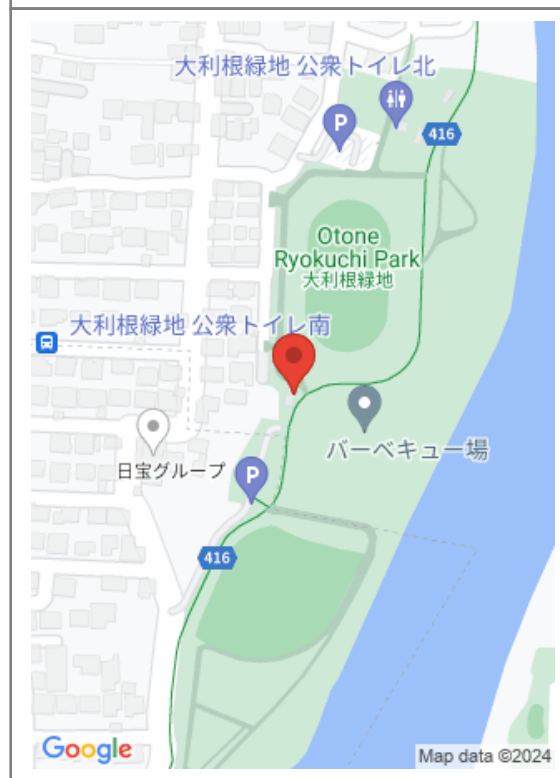 大利根緑地 公衆トイレ北
P
416
Otone
Ryokuchi Park
大利根緑地
大利根緑地 公衆トイレ南
バーベキュー場
日宝グループ
P
416
Google
Map data ©2024